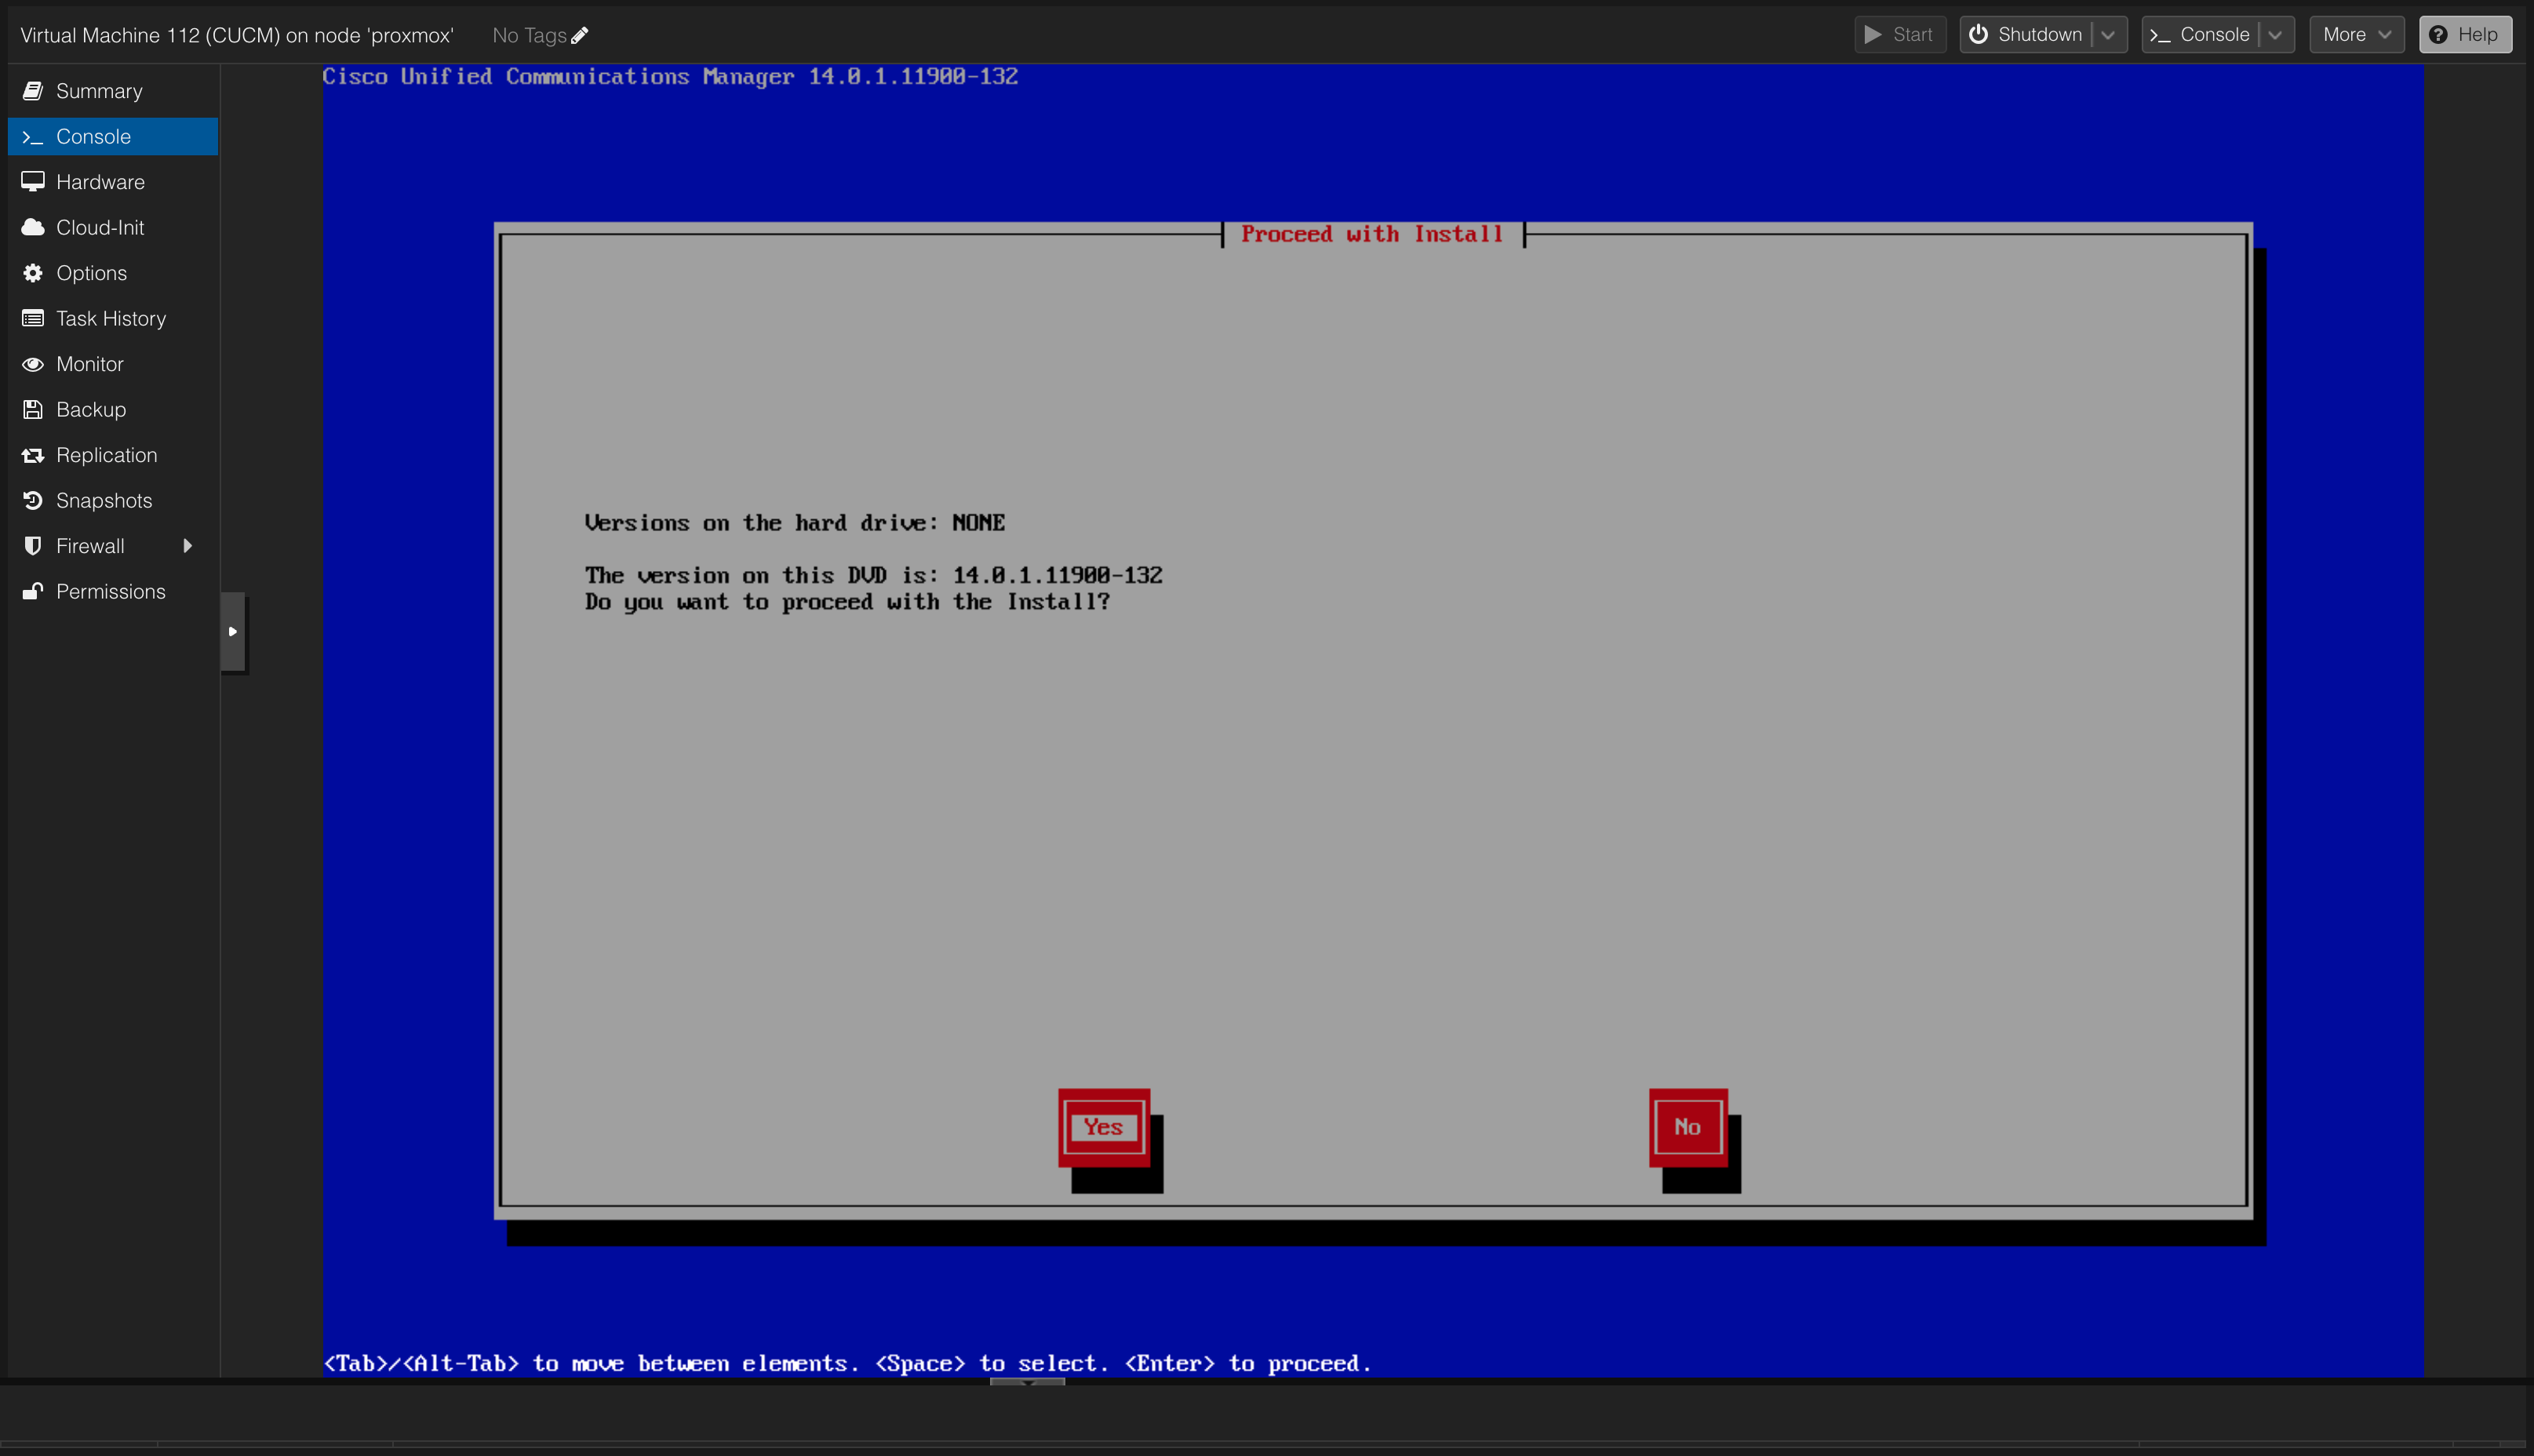 Virtual Machine 112 (CUCM) on node 'proxmox' No Tags Start Shutdown Console More Help
Summary
Console
Hardware
Cloud-Init
Options
Task History
Monitor
Backup
Replication
Snapshots
Firewall
Permissions
Cisco Unified Communications Manager 14.0.1.11900-132
Proceed with Install
Versions on the hard drive: NONE
The version on this DVD is: 14.0.1.11900-132
Do you want to proceed with the Install?
Yes No
<Tab>/<Alt-Tab> to move between elements. <Space> to select. <Enter> to proceed.